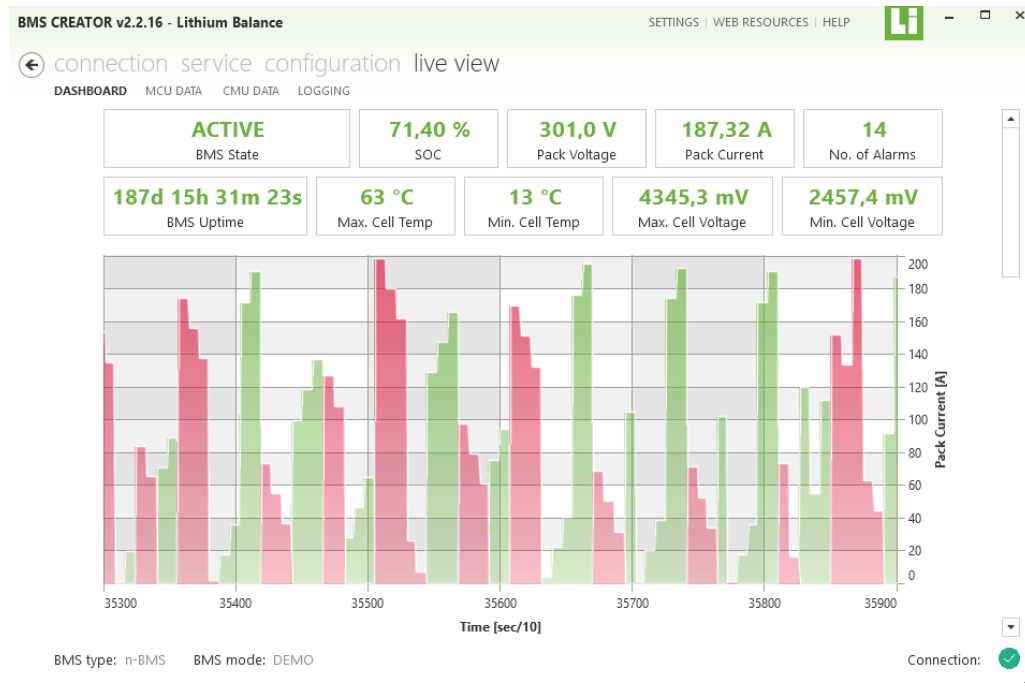 BMS CREATOR v2.2.16 - Lithium Balance
SETTINGS | WEB RESOURCES | HELP
Li
connection service configuration live view
DASHBOARD MCU DATA CMU DATA LOGGING
ACTIVE
BMS State
71,40 %
SOC
301,0 V
Pack Voltage
187,32 A
Pack Current
14
No. of Alarms
187d 15h 31m 23s
BMS Uptime
63 °C
Max. Cell Temp
13 °C
Min. Cell Temp
4345,3 mV
Max. Cell Voltage
2457,4 mV
Min. Cell Voltage
200
180
160
140
120
100
80
60
40
20
0
Pack Current [A]
35300 35400 35500 35600 35700 35800 35900
Time [sec/10]
BMS type: n-BMS BMS mode: DEMO
Connection: